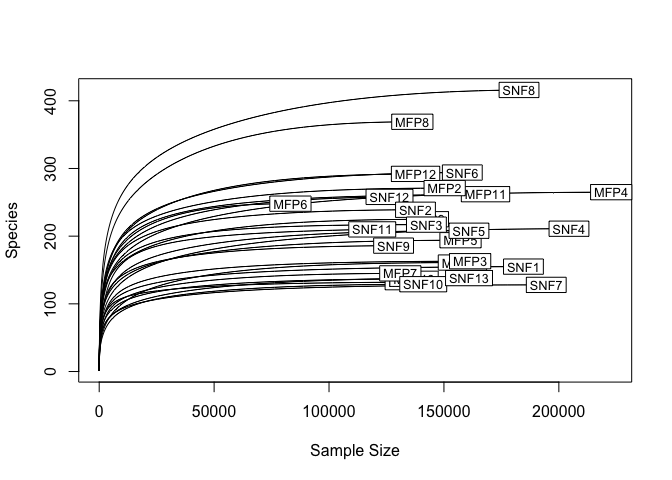 400
300
200
100
0
Species
SNF8
MFP8
MFP12
SNF6
MFP2
MFP11
MFP4
SNF12
MFP6
SNF2
SNF3
SNF11
SNF5
SNF4
MFP5
SNF9
MFP3
SNF1
MFP7
SNF13
SNF10
SNF7
0
50000
100000
150000
200000
Sample Size